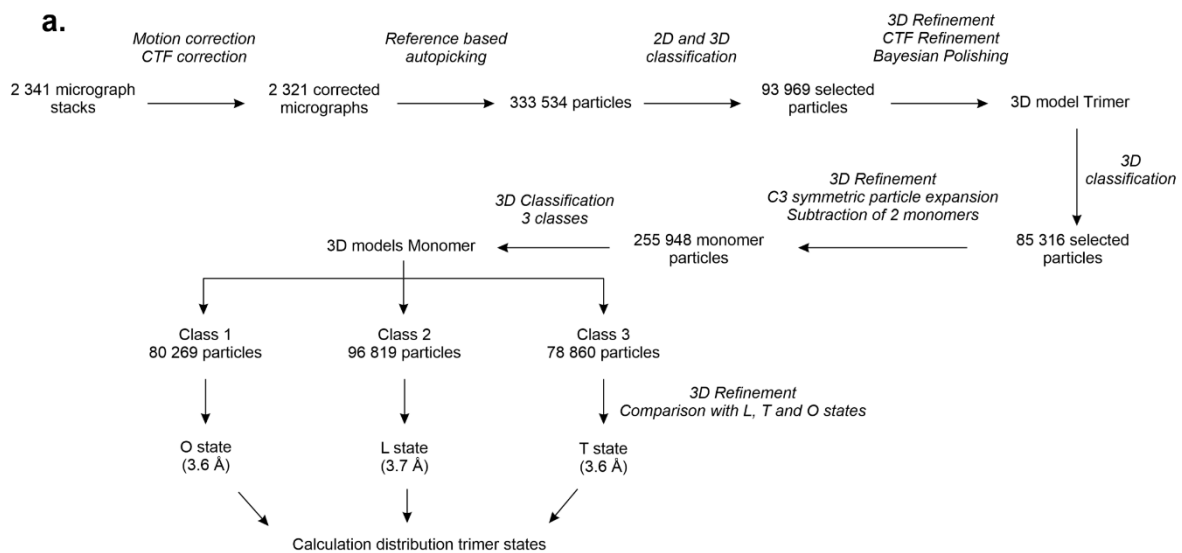 a.
Motion correction
CTF correction
Reference based
autopicking
2D and 3D
classification
3D Refinement
CTF Refinement
Bayesian Polishing
2 341 micrograph
stacks
2 321 corrected
micrographs
333 534 particles
93 969 selected
particles
3D model Trimer
3D
classification
3D Refinement
C3 symmetric particle expansion
Subtraction of 2 monomers
3D Classification
3 classes
85 316 selected
particles
255 948 monomer
particles
3D models Monomer
Class 1
80 269 particles
Class 2
96 819 particles
Class 3
78 860 particles
3D Refinement
Comparison with L, T and O states
O state
(3.6 Å)
L state
(3.7 Å)
T state
(3.6 Å)
Calculation distribution trimer states